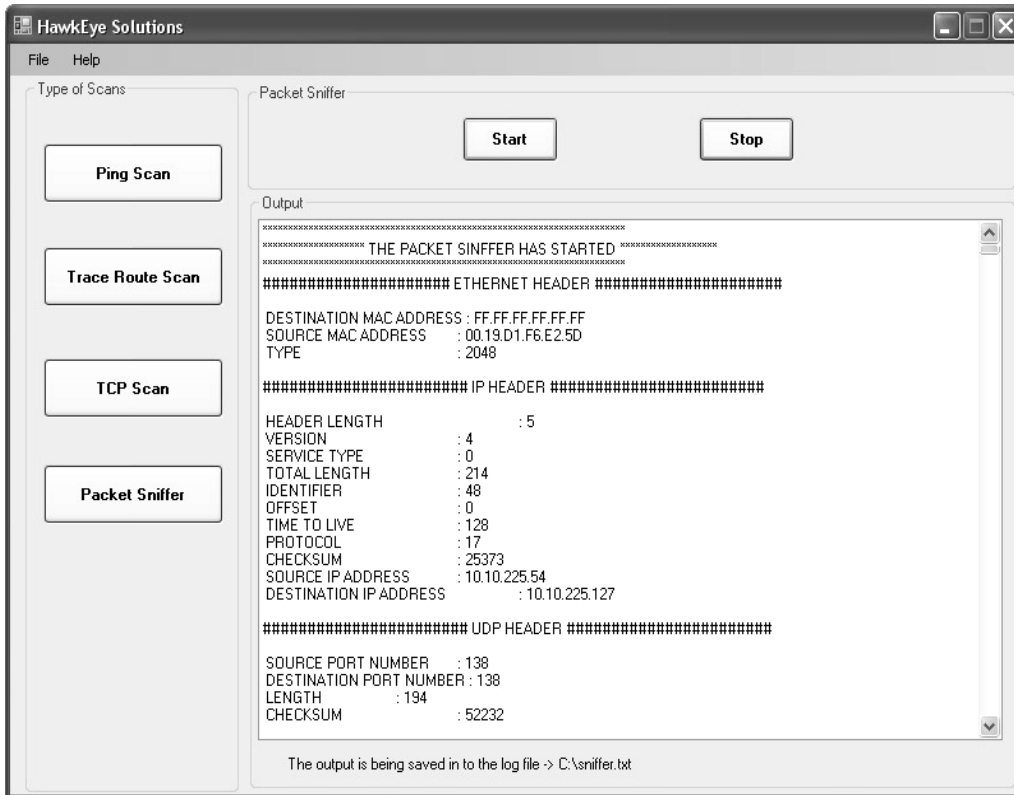 HawkEye Solutions
File Help
Type of Scans
Ping Scan
Trace Route Scan
TCP Scan
Packet Sniffer
Packet Sniffer
Start Stop
Output
******************************************************************
******************* THE PACKET SINFFER HAS STARTED ******************
******************************************************************
##################### ETHERNET HEADER #####################
DESTINATION MAC ADDRESS : FF.FF.FF.FF.FF.FF
SOURCE MAC ADDRESS : 00.19.D1.F6.E2.5D
TYPE : 2048
####################### IP HEADER ########################
HEADER LENGTH : 5
VERSION : 4
SERVICE TYPE : 0
TOTAL LENGTH : 214
IDENTIFIER : 48
OFFSET : 0
TIME TO LIVE : 128
PROTOCOL : 17
CHECKSUM : 25373
SOURCE IP ADDRESS : 10.10.225.54
DESTINATION IP ADDRESS : 10.10.225.127
####################### UDP HEADER #######################
SOURCE PORT NUMBER : 138
DESTINATION PORT NUMBER : 138
LENGTH : 194
CHECKSUM : 52232
The output is being saved in to the log file -> C:\sniffer.txt